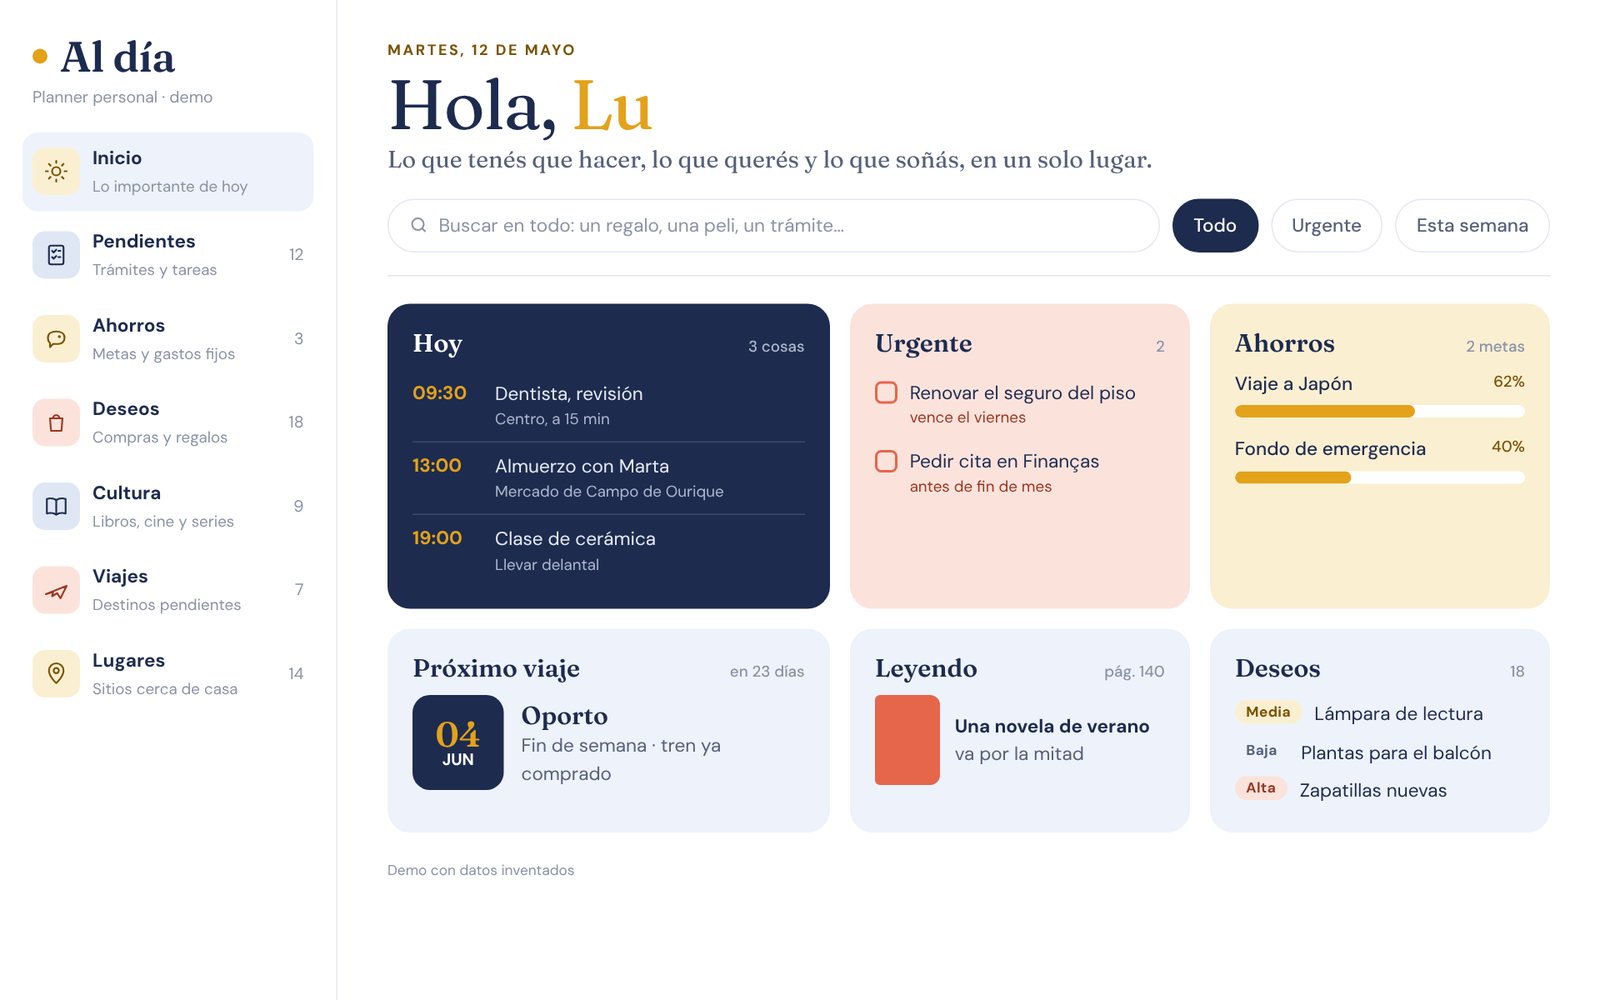 Al día
Planner personal · demo
Inicio
Lo importante de hoy
Pendientes
Trámites y tareas
12
Ahorros
Metas y gastos fijos
3
Deseos
Compras y regalos
18
Cultura
Libros, cine y series
9
Viajes
Destinos pendientes
7
Lugares
Sitios cerca de casa
14
MARTES, 12 DE MAYO
Hola, Lu
Lo que tenés que hacer, lo que querés y lo que soñás, en un solo lugar.
Buscar en todo: un regalo, una peli, un trámite...
Todo
Urgente
Esta semana
Hoy
3 cosas
09:30
Dentista, revisión
Centro, a 15 min
13:00
Almuerzo con Marta
Mercado de Campo de Ourique
19:00
Clase de cerámica
Llevar delantal
Urgente
2
Renovar el seguro del piso
vence el viernes
Pedir cita en Finanças
antes de fin de mes
Ahorros
2 metas
Viaje a Japón
62%
Fondo de emergencia
40%
Próximo viaje
en 23 días
04
JUN
Oporto
Fin de semana · tren ya
comprado
Leyendo
pág. 140
Una novela de verano
va por la mitad
Deseos
18
Media
Lámpara de lectura
Baja
Plantas para el balcón
Alta
Zapatillas nuevas
Demo con datos inventados